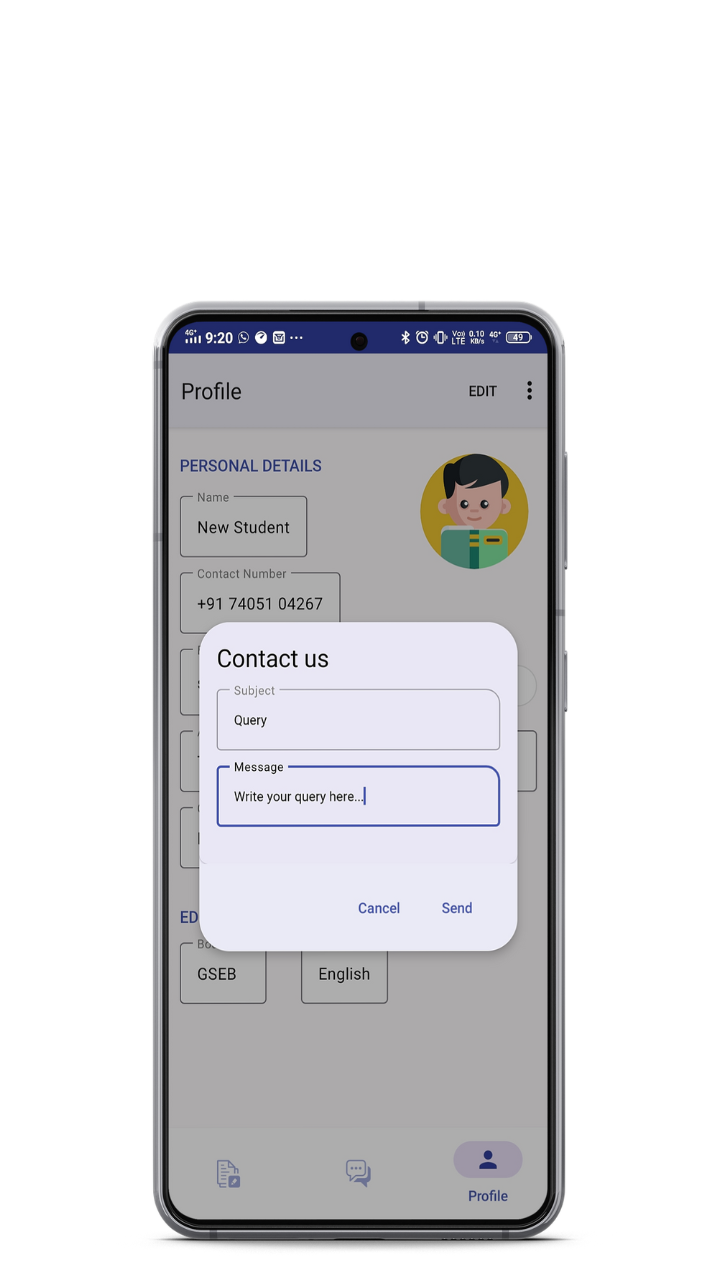 4G+ 9:20 Vo)) LTE 0.10 KB/s 4G+ 49
Profile EDIT
PERSONAL DETAILS
Name
New Student
Contact Number
+91 74051 04267
Contact us
Subject
Query
Message
Write your query here...
Cancel Send
ED
Bo
GSEB English
Profile